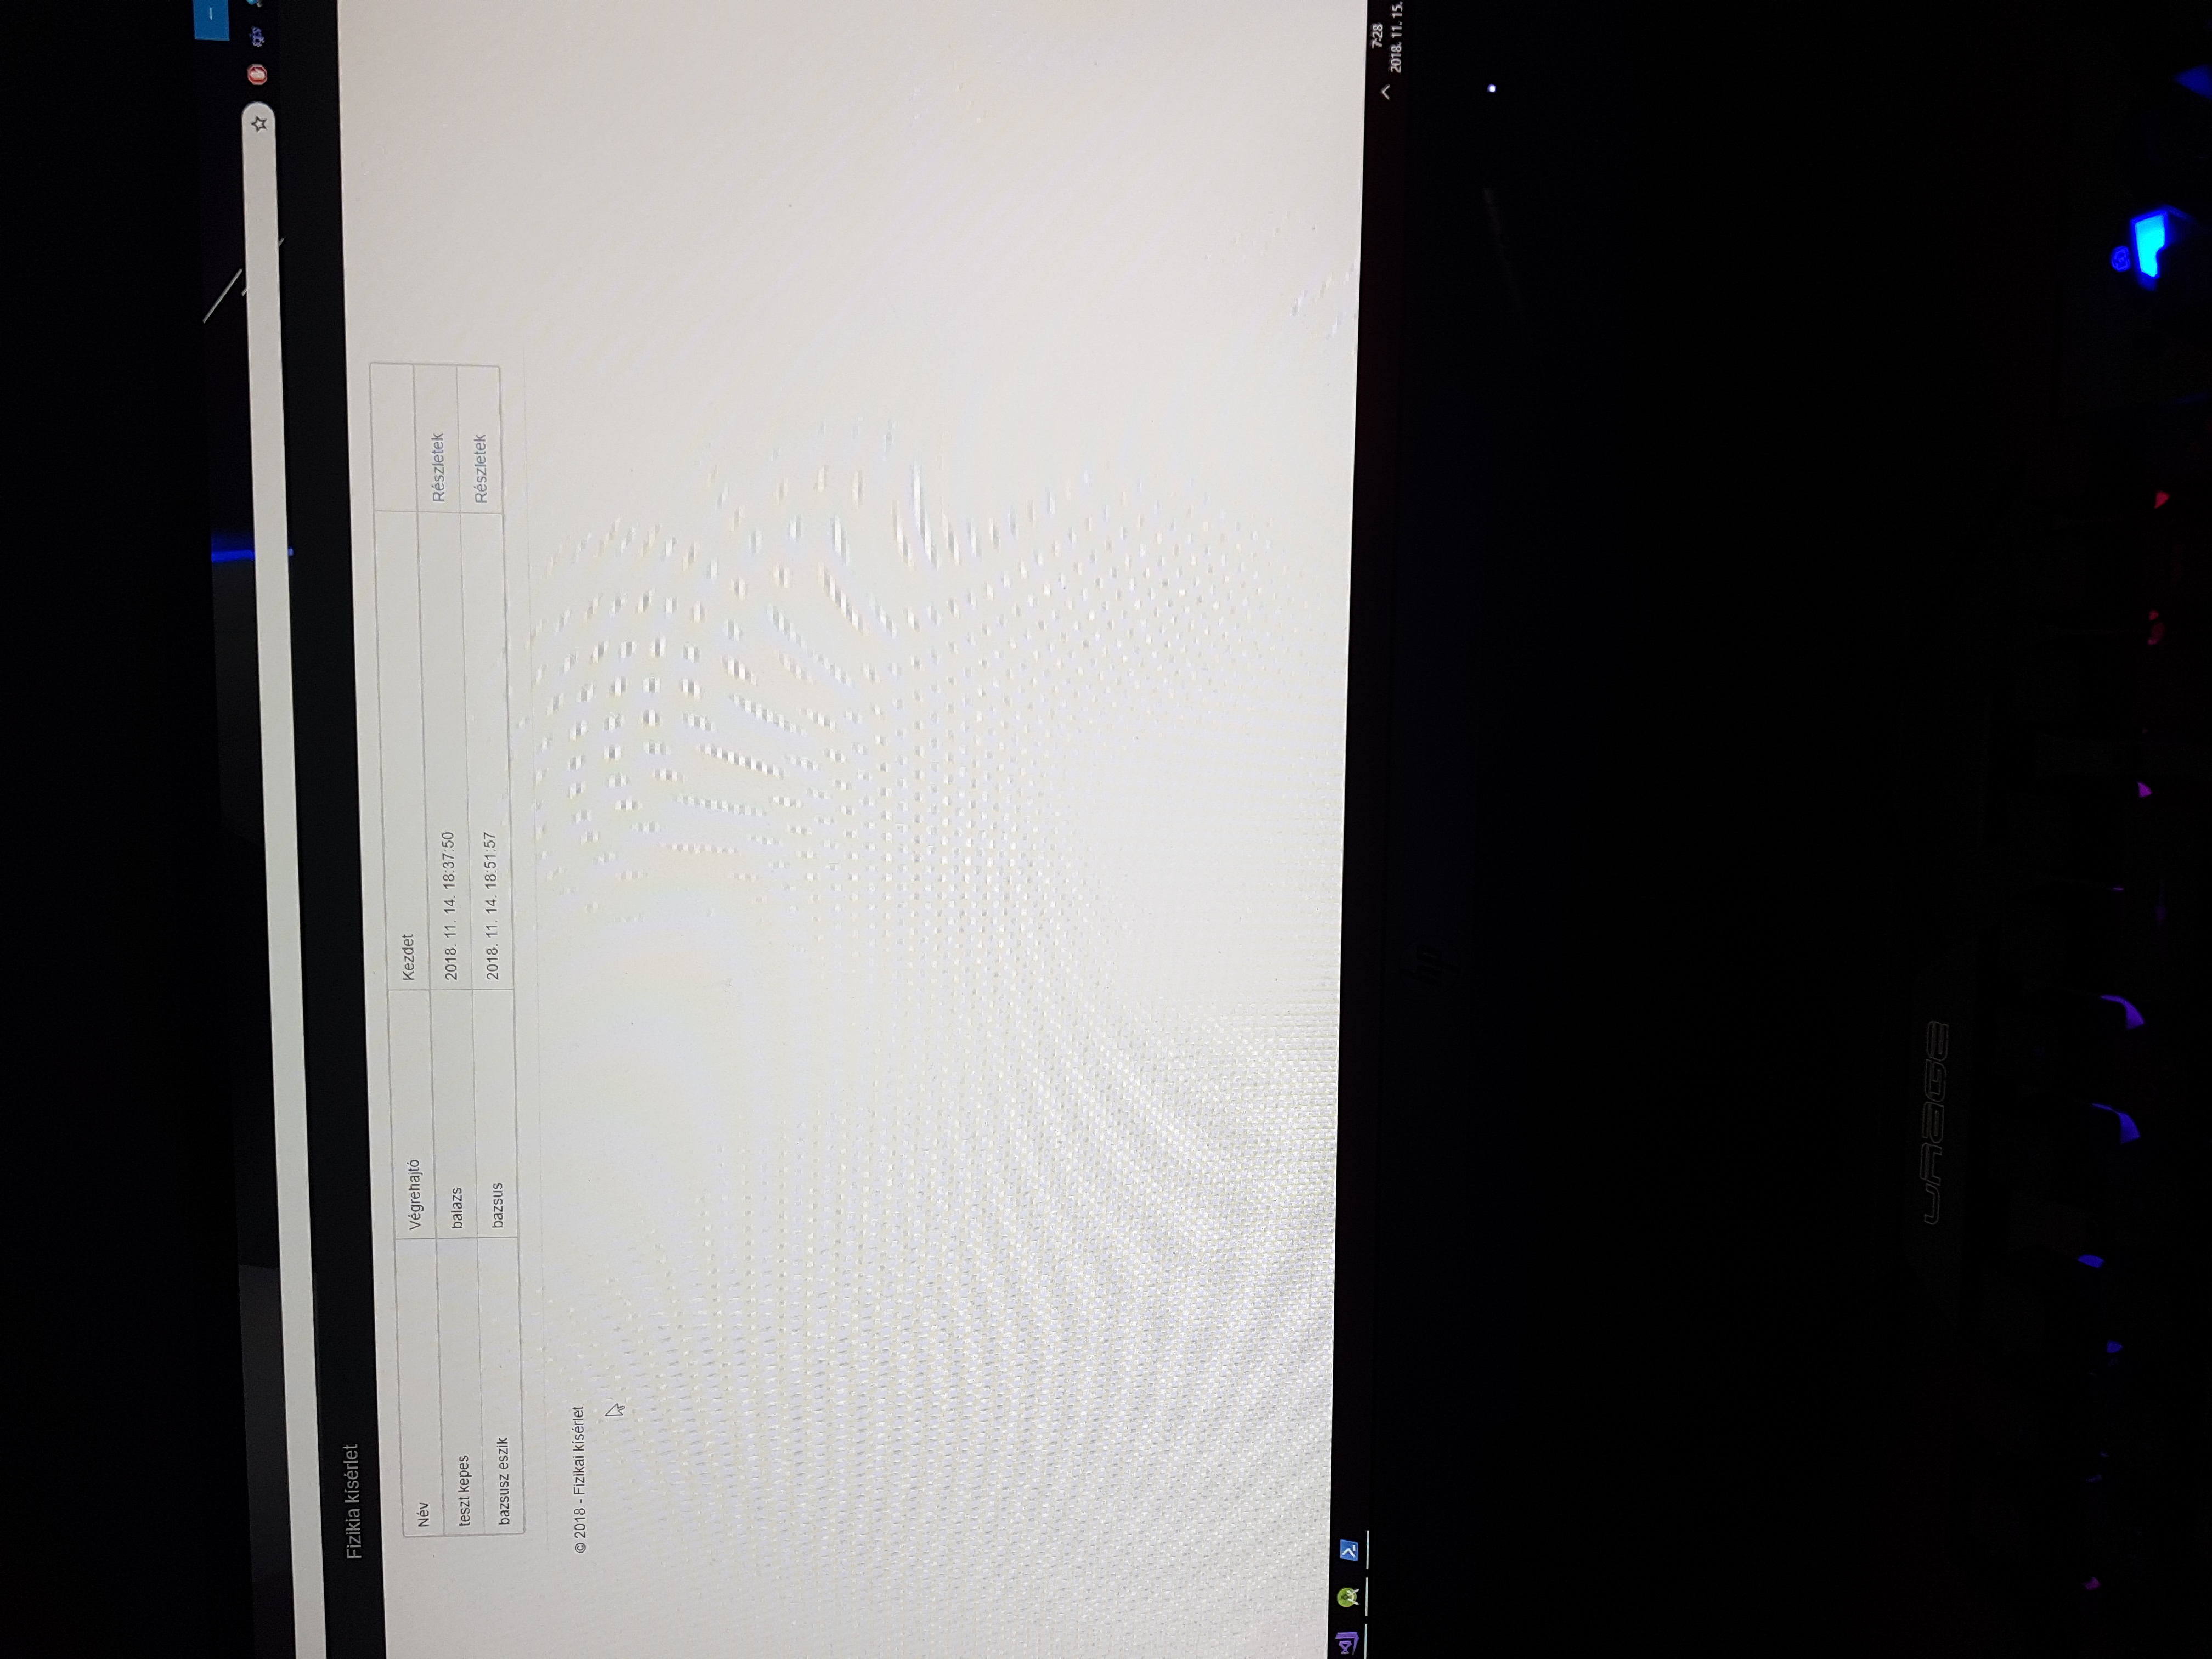 Fizikia kísérlet
Név Végrehajtó Kezdet
teszt kepes balazs 2018. 11. 14. 18:37:50 Részletek
bazsusz eszik bazsus 2018. 11. 14. 18:51:57 Részletek
© 2018 - Fizikai kísérlet
7:28
2018. 11. 15.
hp
uRAGE